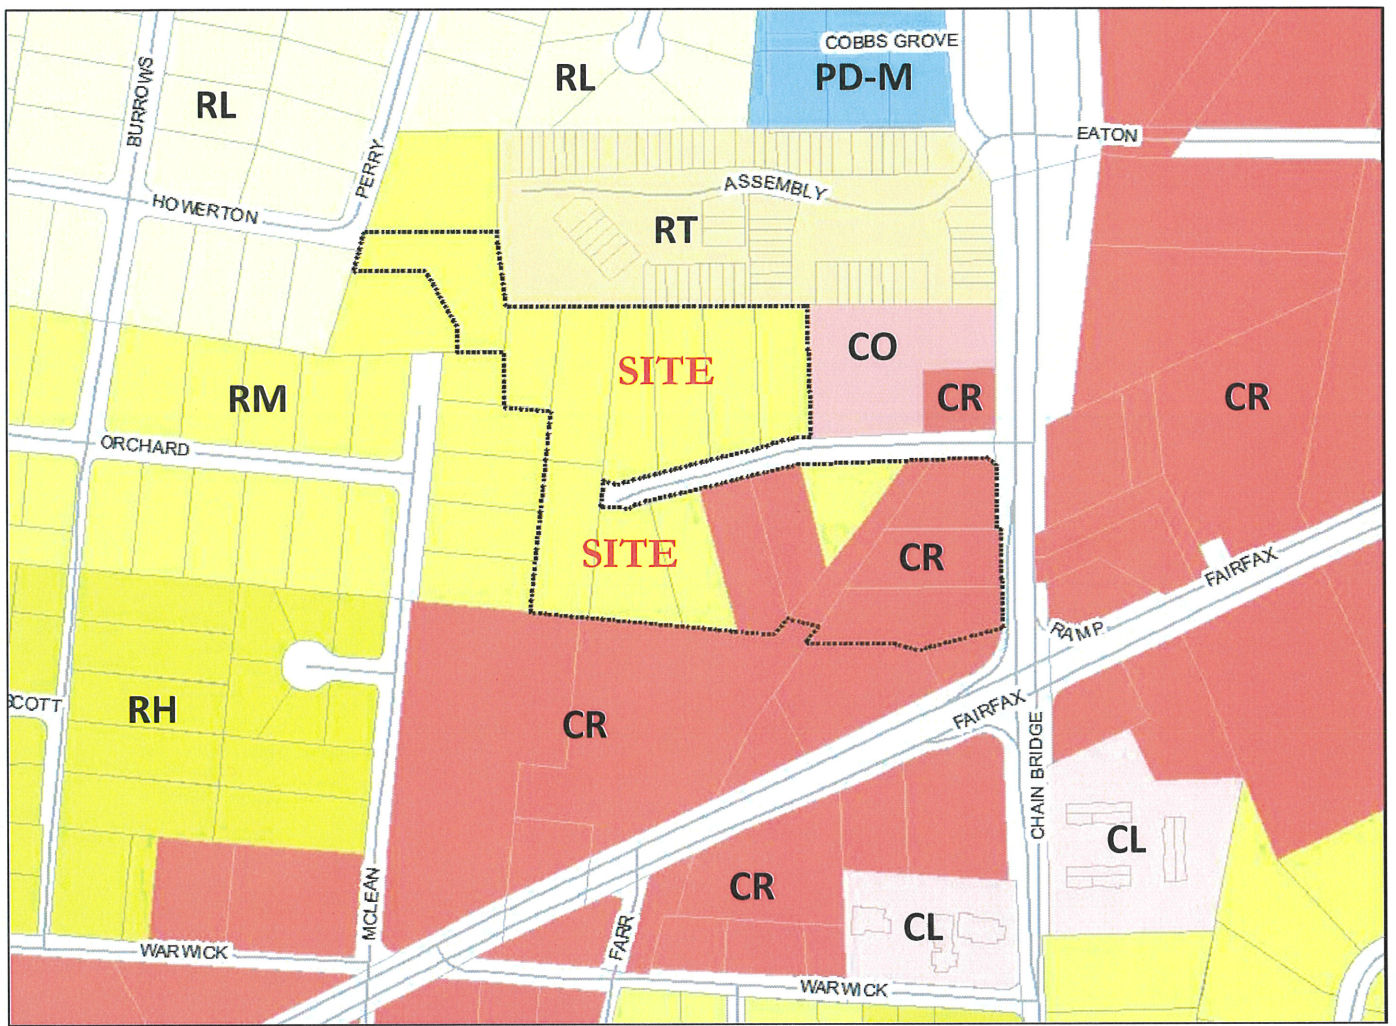 COBBS GROVE
RL
PD-M
RL
BURROWS
EATON
PERRY
ASSEMBLY
HOWERTON
RT
CO
SITE
RM
CR
CR
ORCHARD
SITE
CR
FAIRFAX
RAMP
SCOTT
RH
FAIRFAX
CR
CHAIN BRIDGE
CL
CR
MCLEAN
CL
FARR
WARWICK
WARWICK